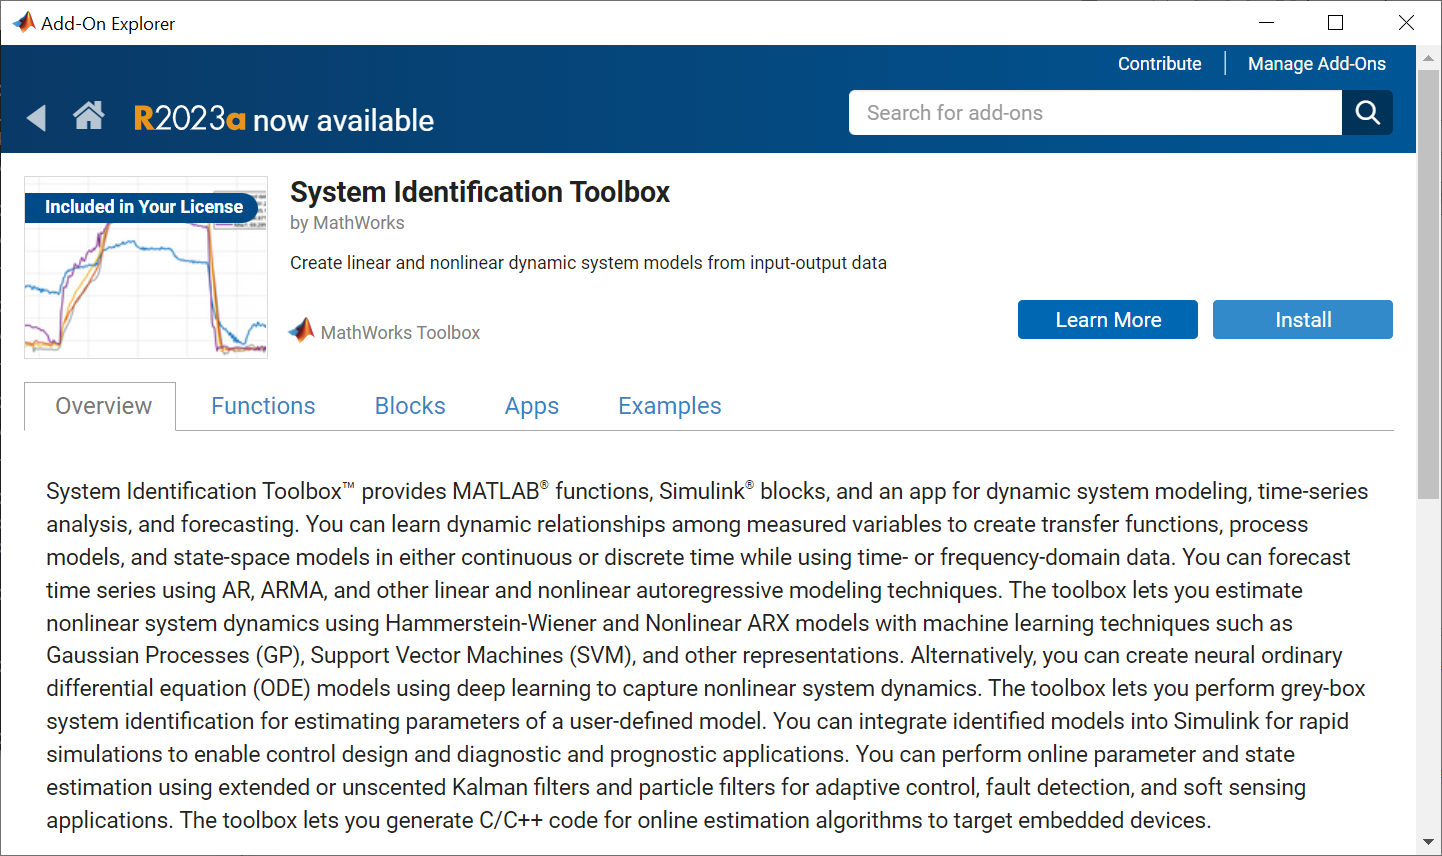 Add-On Explorer
Contribute
Manage Add-Ons
R2023a now available
Search for add-ons
Included in Your License
System Identification Toolbox
by MathWorks
Create linear and nonlinear dynamic system models from input-output data
MathWorks Toolbox
Learn More
Install
Overview
Functions
Blocks
Apps
Examples
System Identification Toolbox™ provides MATLAB® functions, Simulink® blocks, and an app for dynamic system modeling, time-series
analysis, and forecasting. You can learn dynamic relationships among measured variables to create transfer functions, process
models, and state-space models in either continuous or discrete time while using time- or frequency-domain data. You can forecast
time series using AR, ARMA, and other linear and nonlinear autoregressive modeling techniques. The toolbox lets you estimate
nonlinear system dynamics using Hammerstein-Wiener and Nonlinear ARX models with machine learning techniques such as
Gaussian Processes (GP), Support Vector Machines (SVM), and other representations. Alternatively, you can create neural ordinary
differential equation (ODE) models using deep learning to capture nonlinear system dynamics. The toolbox lets you perform grey-box
system identification for estimating parameters of a user-defined model. You can integrate identified models into Simulink for rapid
simulations to enable control design and diagnostic and prognostic applications. You can perform online parameter and state
estimation using extended or unscented Kalman filters and particle filters for adaptive control, fault detection, and soft sensing
applications. The toolbox lets you generate C/C++ code for online estimation algorithms to target embedded devices.